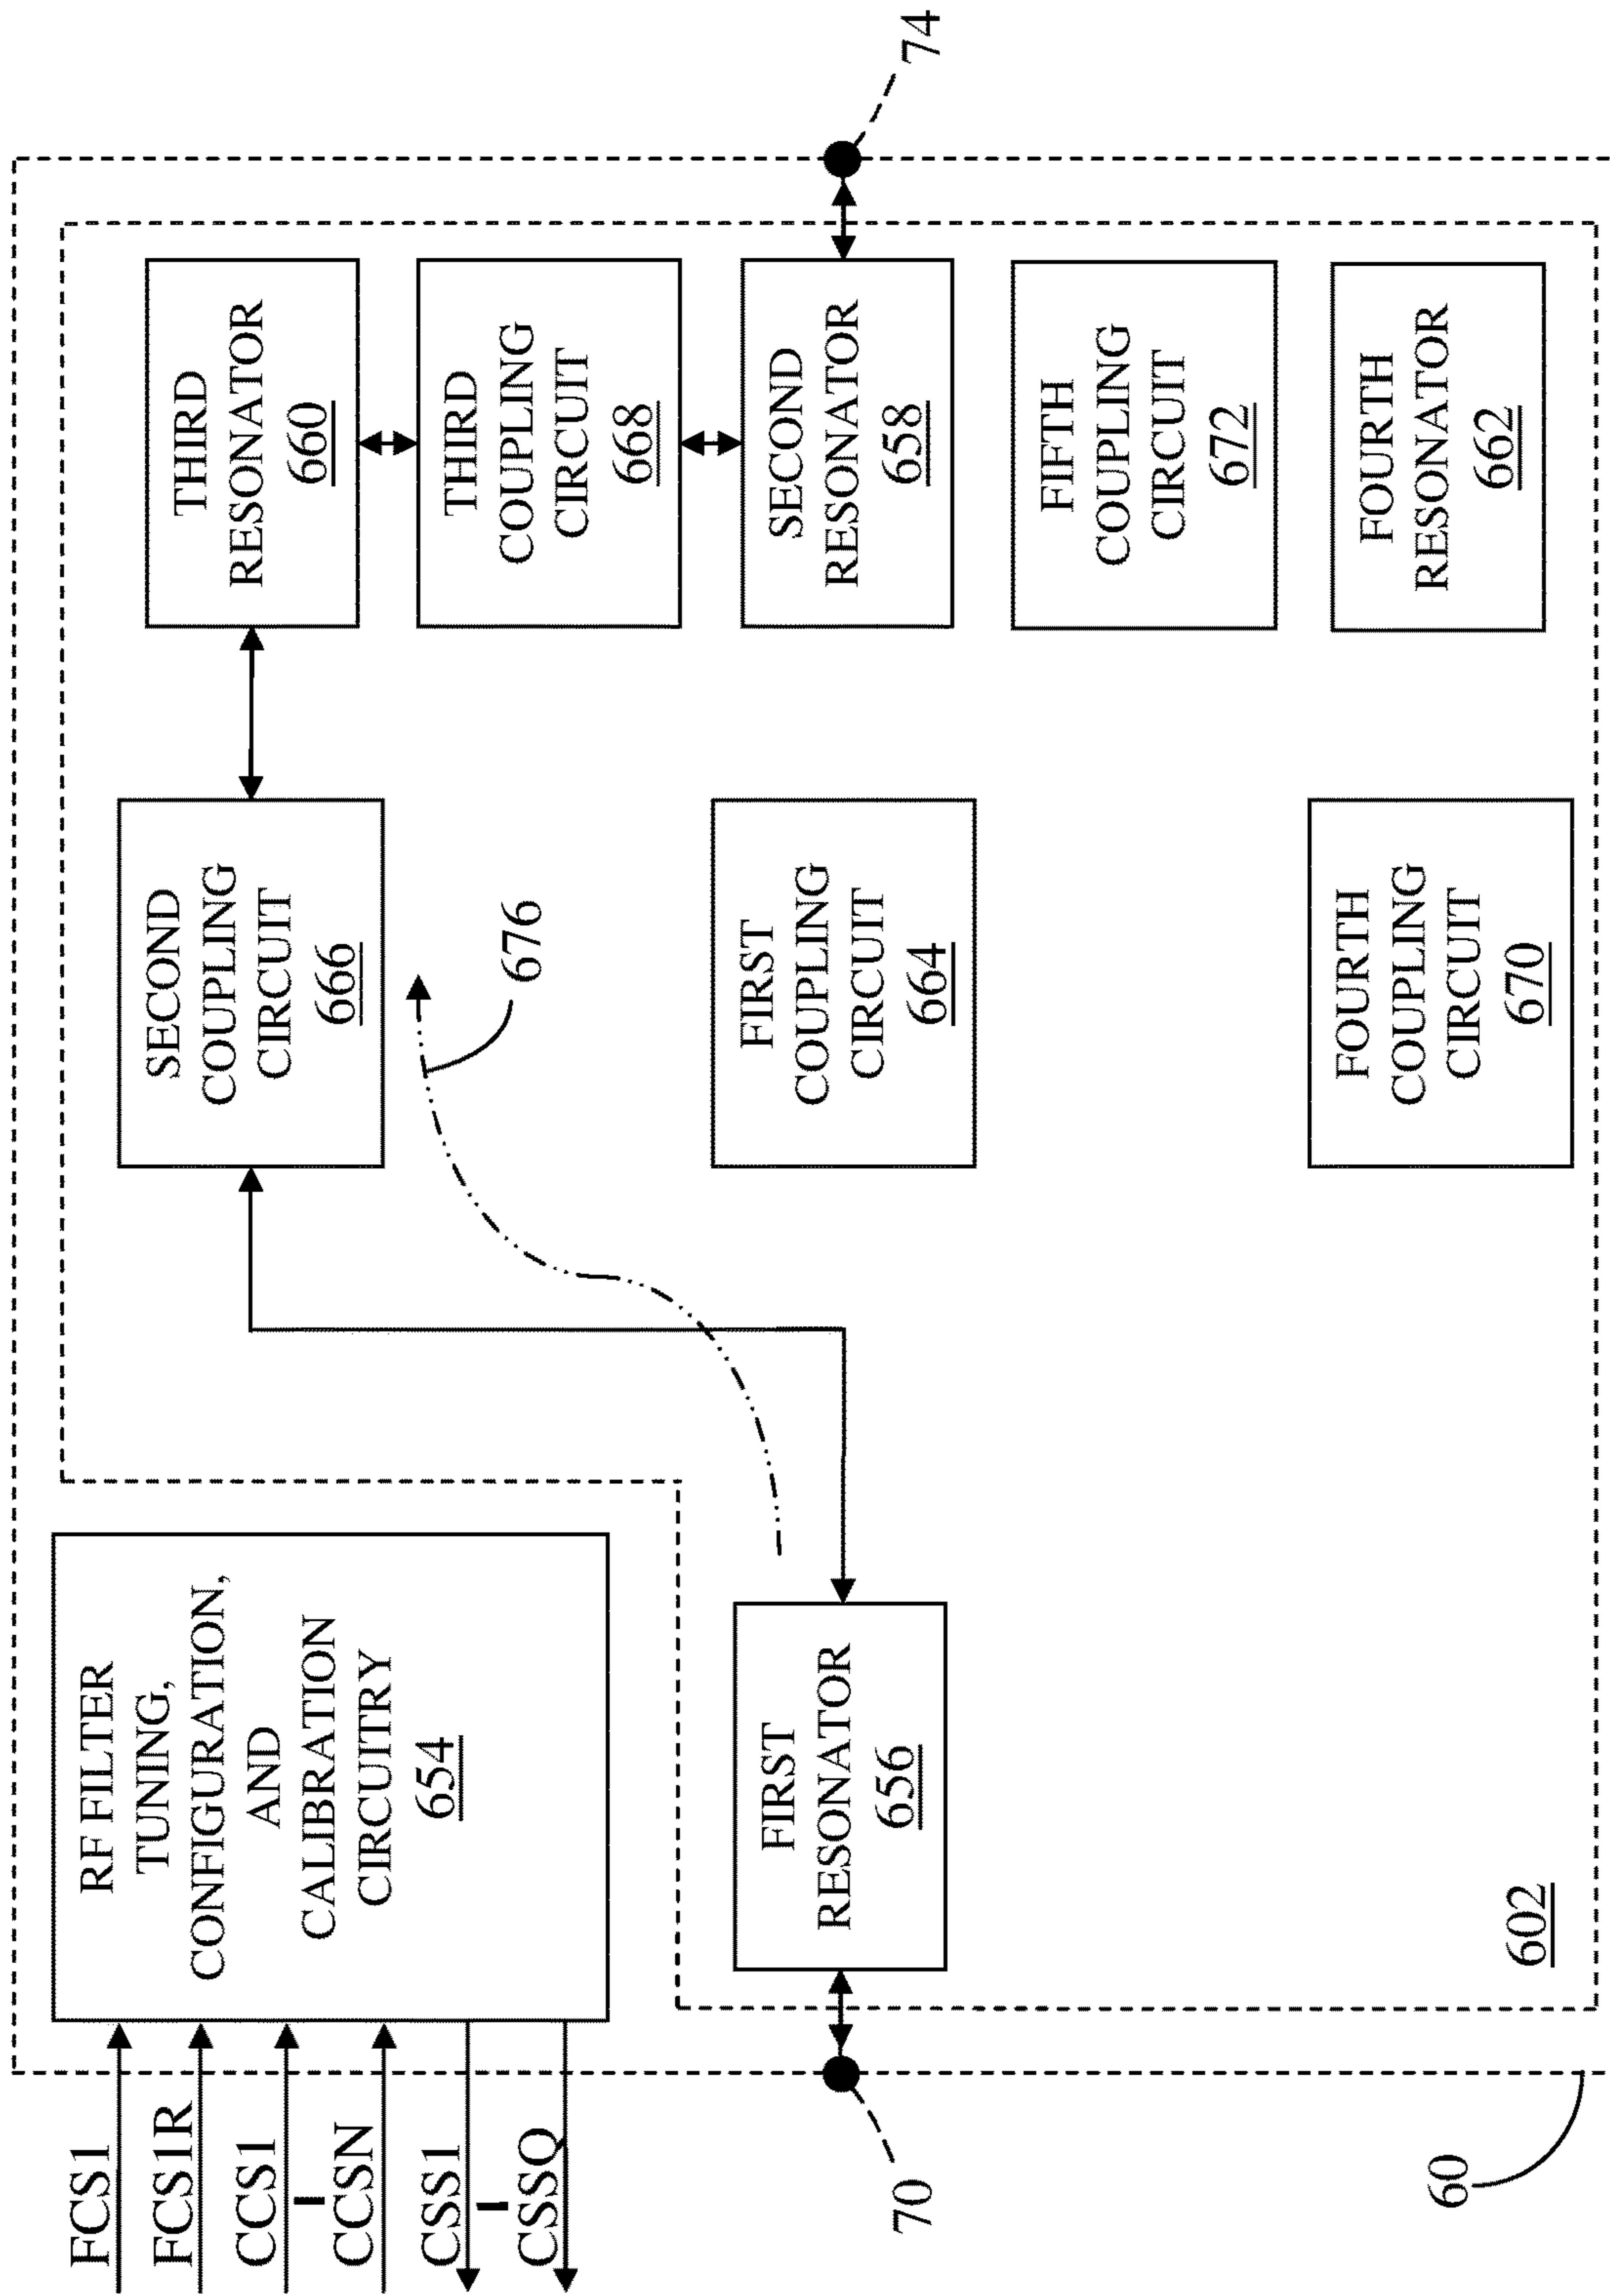 FCS1
FCS1R
CCS1
CCSN
CSS1
CSSQ
RF FILTER
TUNING,
CONFIGURATION,
AND
CALIBRATION
CIRCUITRY
654
SECOND
COUPLING
CIRCUIT
666
THIRD
RESONATOR
660
676
THIRD
COUPLING
CIRCUIT
668
70
FIRST
RESONATOR
656
FIRST
COUPLING
CIRCUIT
664
SECOND
RESONATOR
658
74
FIFTH
COUPLING
CIRCUIT
672
FOURTH
COUPLING
CIRCUIT
670
FOURTH
RESONATOR
662
602
60